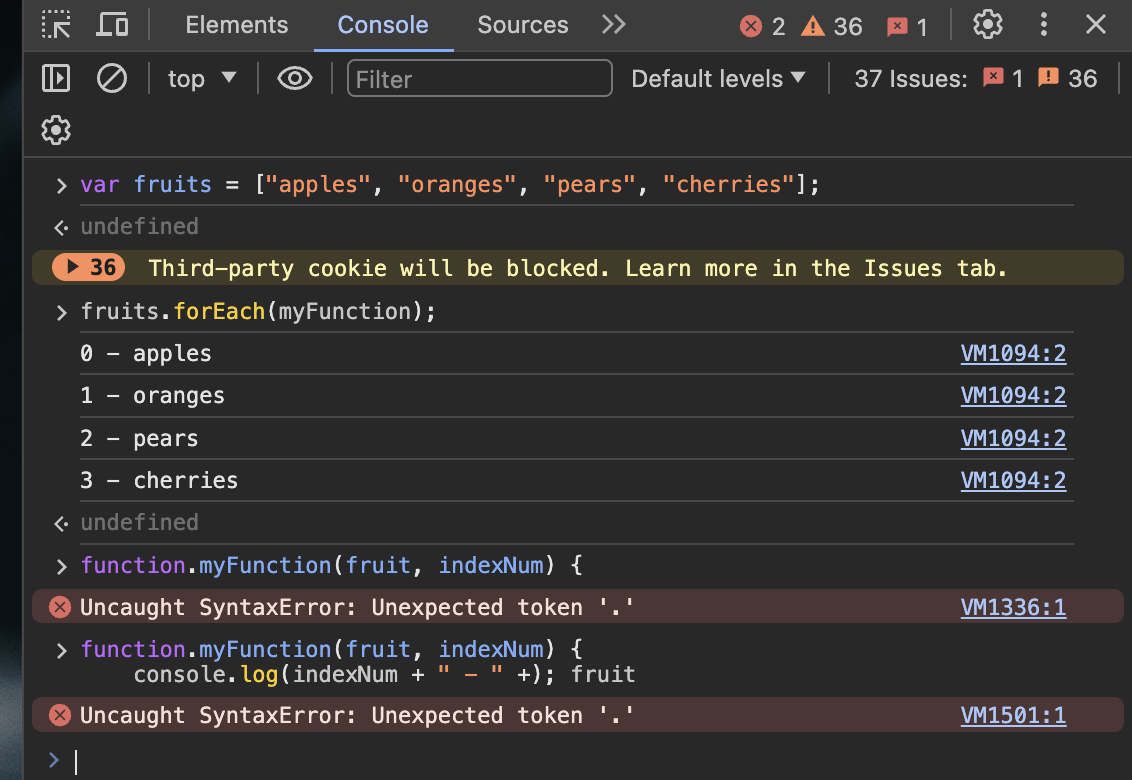 Elements Console Sources 2 36 1
top Filter Default levels 37 Issues: 1 36
var fruits = ["apples", "oranges", "pears", "cherries"];
undefined
36 Third-party cookie will be blocked. Learn more in the Issues tab.
fruits.forEach(myFunction);
0 - apples VM1094:2
1 - oranges VM1094:2
2 - pears VM1094:2
3 - cherries VM1094:2
undefined
function.myFunction(fruit, indexNum) {
Uncaught SyntaxError: Unexpected token '.' VM1336:1
function.myFunction(fruit, indexNum) {
console.log(indexNum + " - " +); fruit
Uncaught SyntaxError: Unexpected token '.' VM1501:1